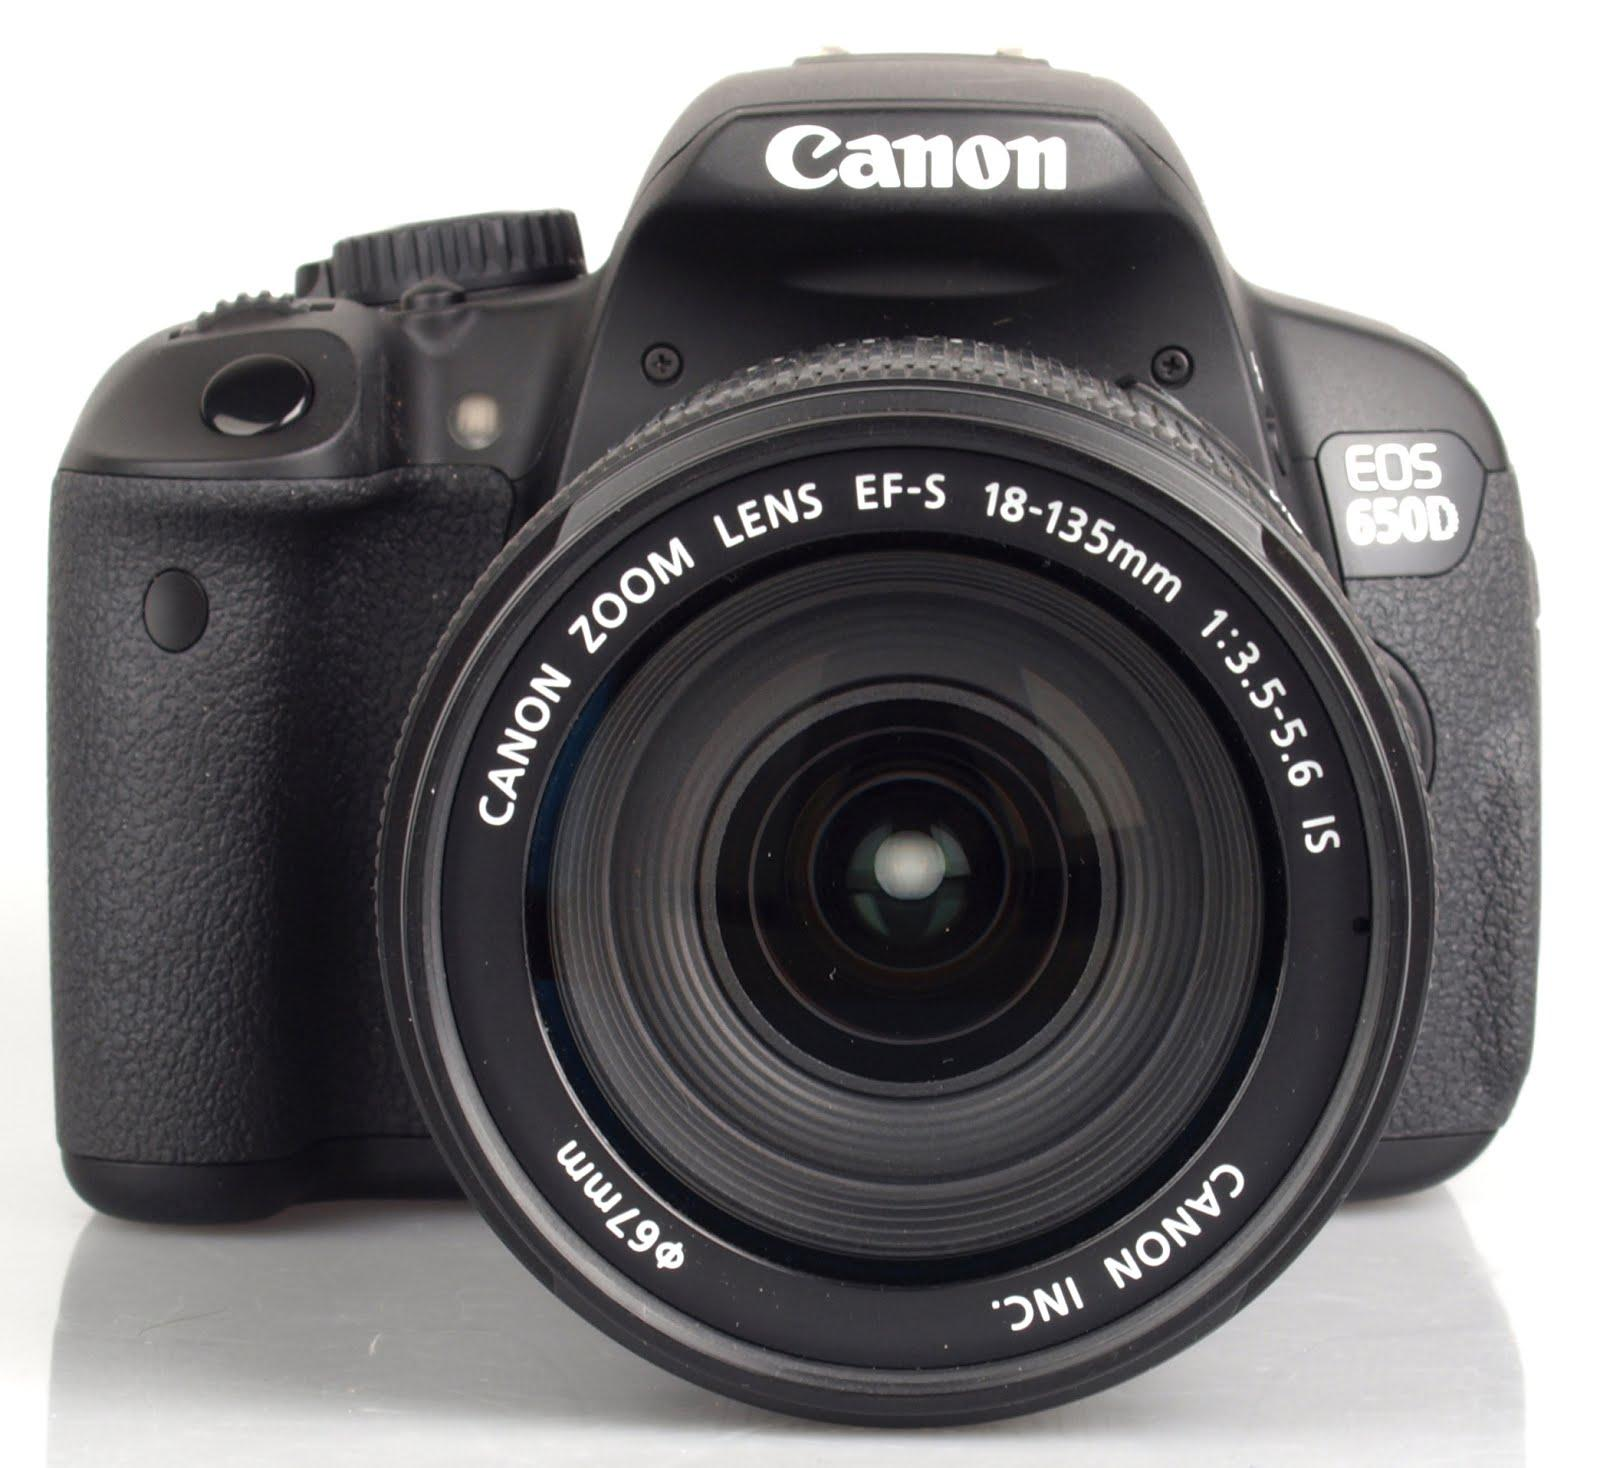 Canon
EOS
650D
CANON ZOOM LENS EF-S 18-135mm 1:3.5-5.6 IS
CANON INC.
φ67mm